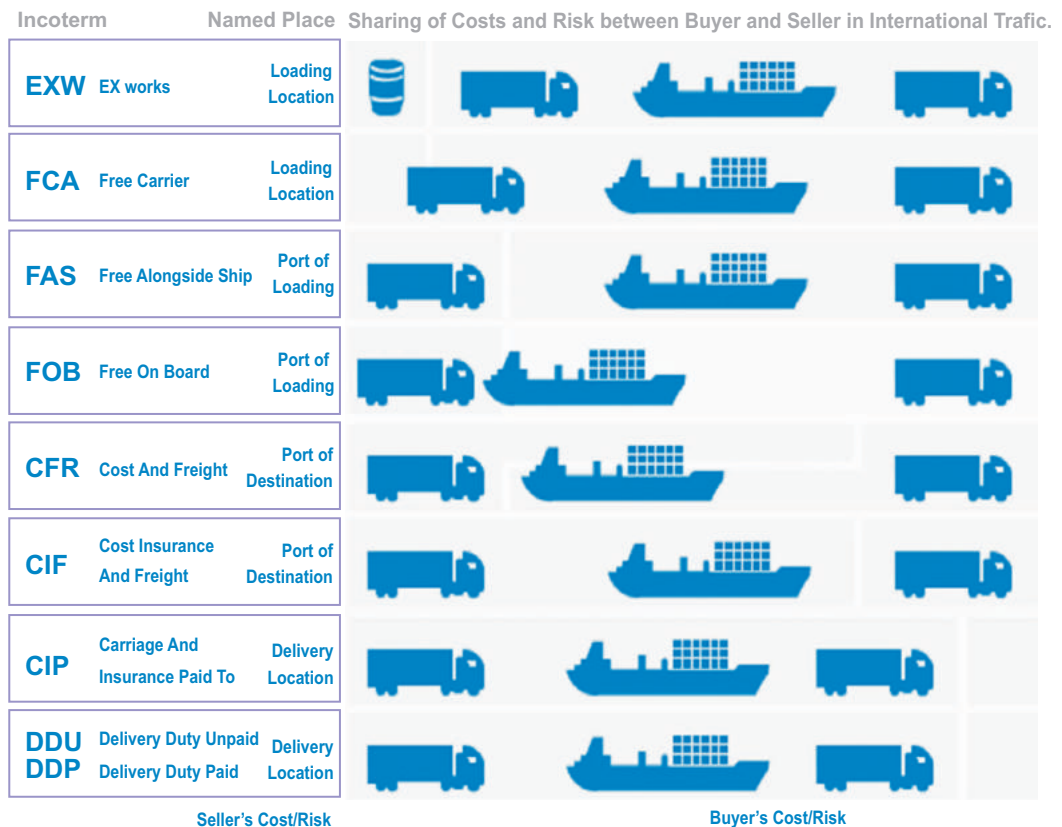 Incoterm Named Place Sharing of Costs and Risk between Buyer and Seller in International Trafic.
EXW EX works Loading
Location
FCA Free Carrier Loading
Location
FAS Free Alongside Ship Port of
Loading
FOB Free On Board Port of
Loading
CFR Cost And Freight Port of
Destination
CIF Cost Insurance
And Freight Port of
Destination
CIP Carriage And
Insurance Paid To Delivery
Location
DDU Delivery Duty Unpaid Delivery
DDP Delivery Duty Paid Location
Seller's Cost/Risk Buyer's Cost/Risk